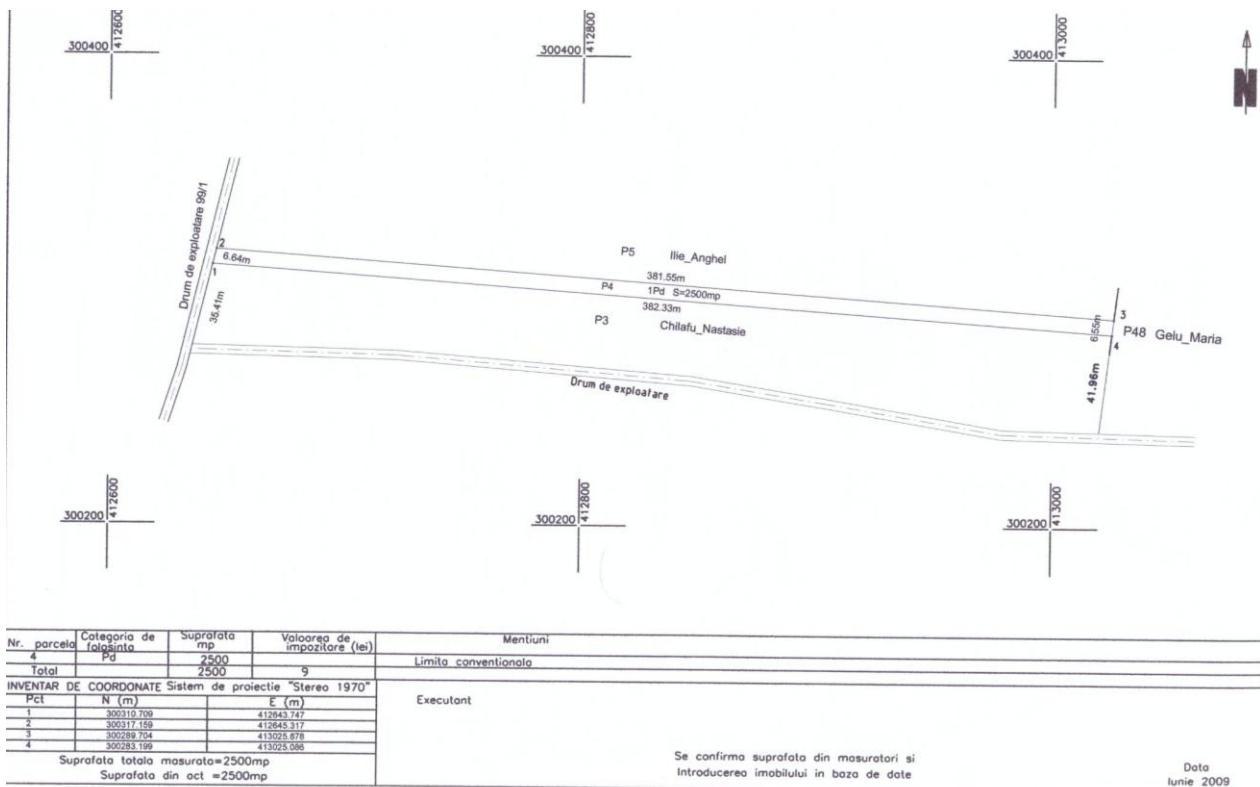 300400 412600
300400 412800
300400 413000
N
Drum de exploatare 99/1
2
6.64m
1
35.41m
P5 Ilie_Anghel
381.55m
P4 1Pd S=2500mp
382.33m
P3 Chilafu_Nastasie
3
6.55m
P48 Gelu_Maria
4
41.96m
Drum de exploatare
300200 412600
300200 412800
300200 413000
Nr. parcela Categoria de folosinta Suprafata mp Valoarea de impozitare (lei) Mentiuni
4 Pd 2500 Limita conventionala
Total 2500 9
INVENTAR DE COORDONATE Sistem de proiectie "Stereo 1970"
Pct N (m) E (m)
1 300310.709 412643.747
2 300317.159 412645.317
3 300289.704 413025.878
4 300283.199 413025.086
Suprafata totala masurata=2500mp
Suprafata din act =2500mp
Executant
Se confirma suprafata din masuratori si
Introducerea imobilului in baza de date
Data
Iunie 2009